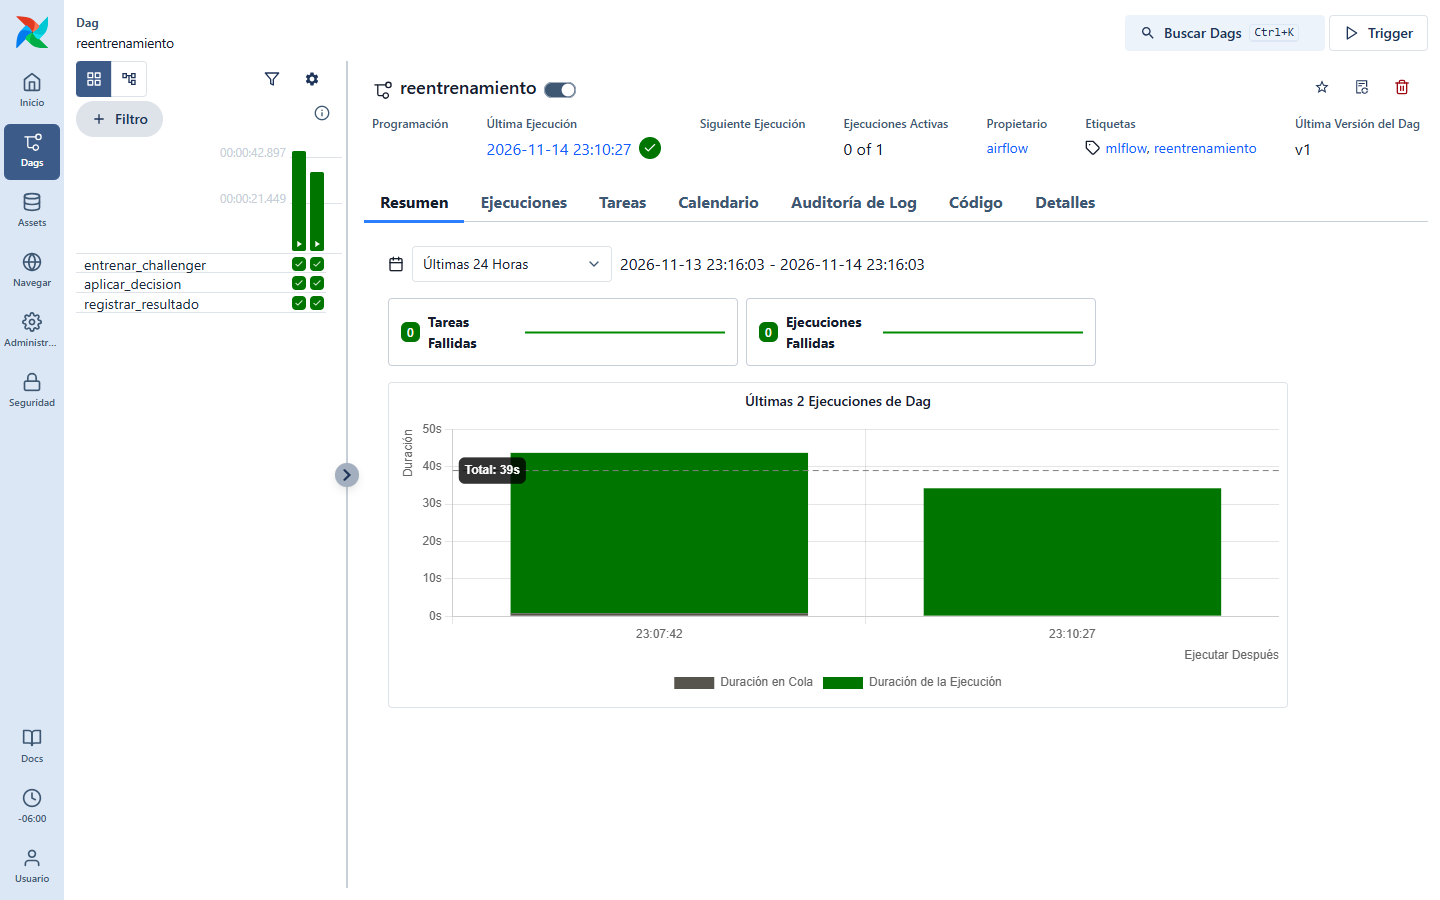 Dag
reentrenamiento
Buscar Dags Ctrl+K
Trigger
Inicio
Dags
Assets
Navegar
Administr...
Seguridad
Docs
-06:00
Usuario
Filtro
00:00:42.897
00:00:21.449
entrenar_challenger
aplicar_decision
registrar_resultado
reentrenamiento
Programación
Última Ejecución
2026-11-14 23:10:27
Siguiente Ejecución
Ejecuciones Activas
0 of 1
Propietario
airflow
Etiquetas
mlflow, reentrenamiento
Última Versión del Dag
v1
Resumen Ejecuciones Tareas Calendario Auditoría de Log Código Detalles
Últimas 24 Horas
2026-11-13 23:16:03 - 2026-11-14 23:16:03
0 Tareas
Fallidas
0 Ejecuciones
Fallidas
Últimas 2 Ejecuciones de Dag
Duración
50s
40s
30s
20s
10s
0s
Total: 39s
23:07:42
23:10:27
Ejecutar Después
Duración en Cola
Duración de la Ejecución